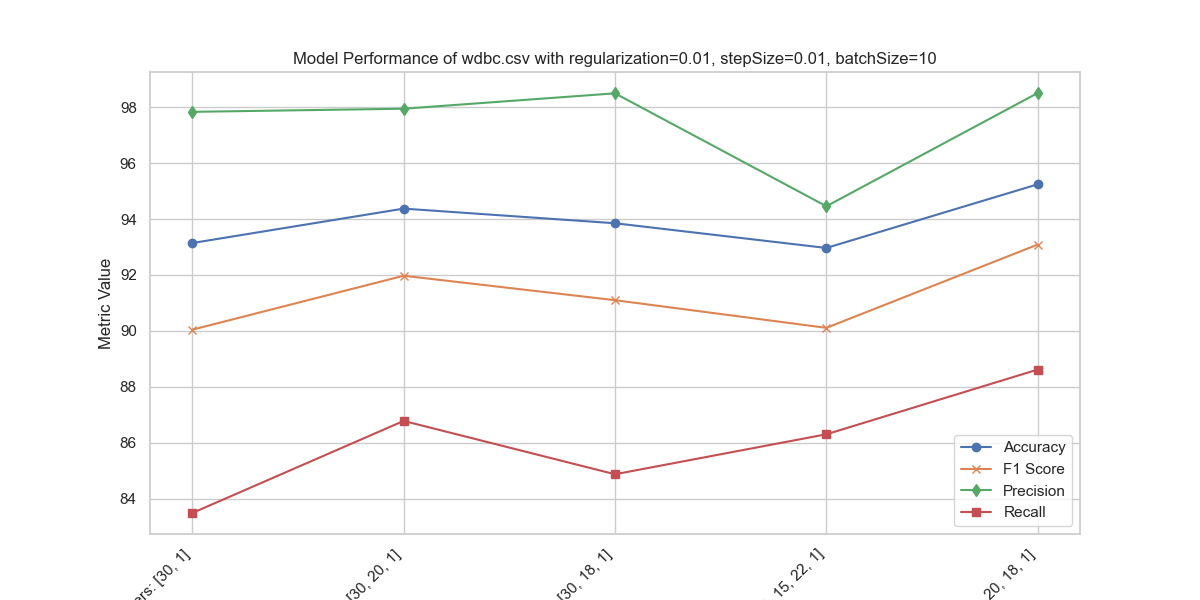 Model Performance of wdbc.csv with regularization=0.01, stepSize=0.01, batchSize=10
Metric Value
98
96
94
92
90
88
86
84
Accuracy
F1 Score
Precision
Recall
[30, 1]
[30, 20, 1]
[30, 18, 1]
15, 22, 1]
20, 18, 1]